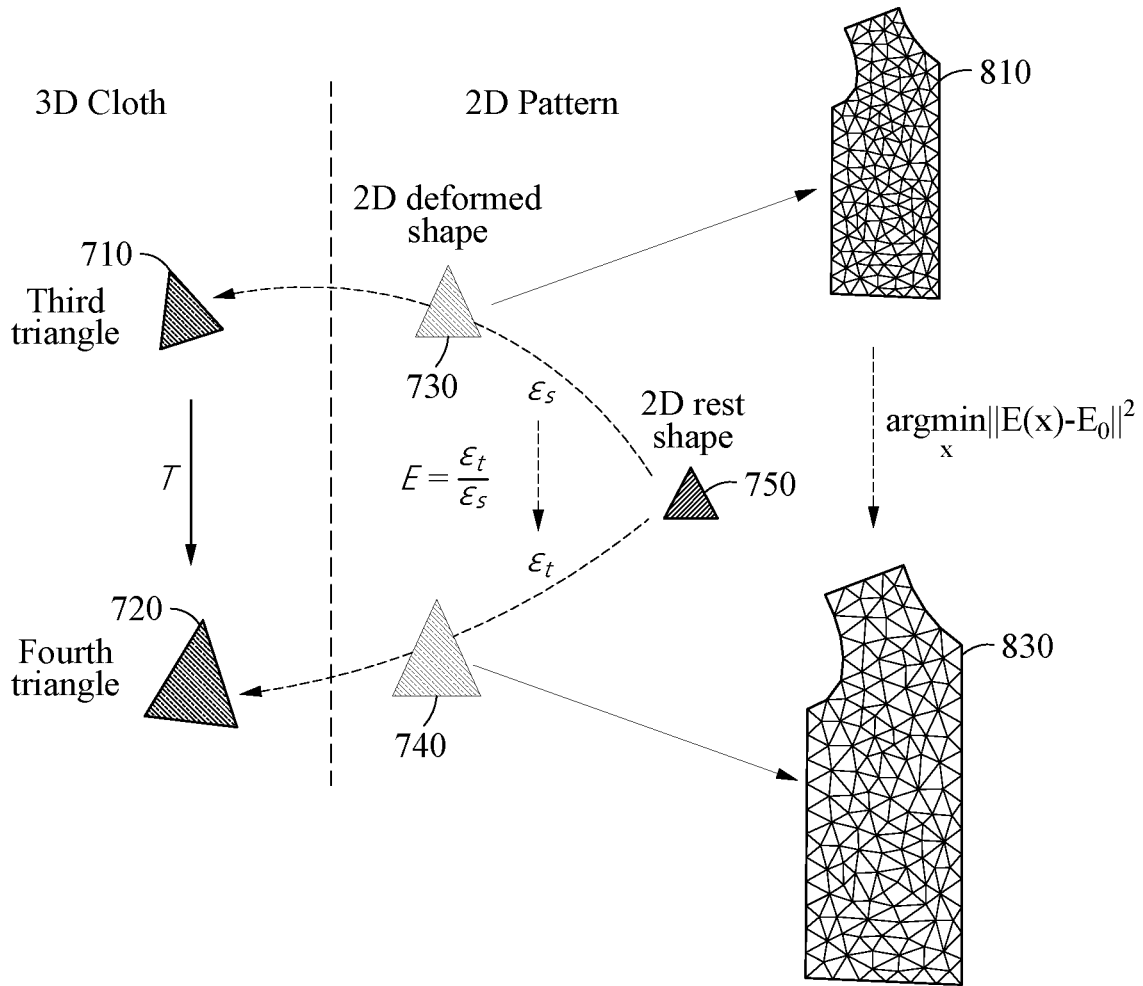 810
3D Cloth
2D Pattern
2D deformed
shape
710
Third
triangle
730
εs
2D rest
shape
argmin||E(x)-E₀||²
x
T
E = εt/εs
750
εt
720
Fourth
triangle
830
740